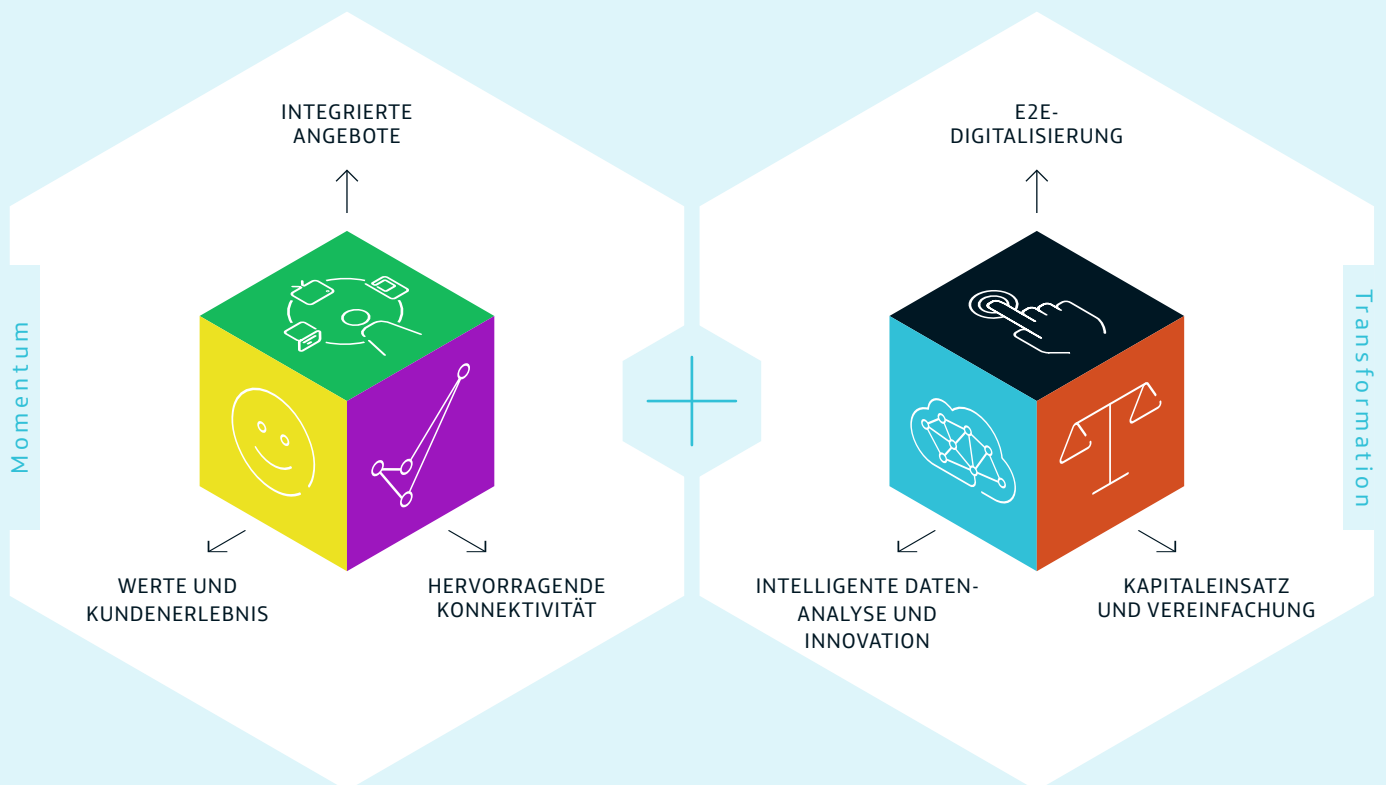 Momentum
INTEGRIERTE
ANGEBOTE
WERTE UND
KUNDENERLEBNIS
HERVORRAGENDE
KONNEKTIVITÄT
E2E-
DIGITALISIERUNG
INTELLIGENTE DATEN-
ANALYSE UND
INNOVATION
KAPITALEINSATZ
UND VEREINFACHUNG
Transformation